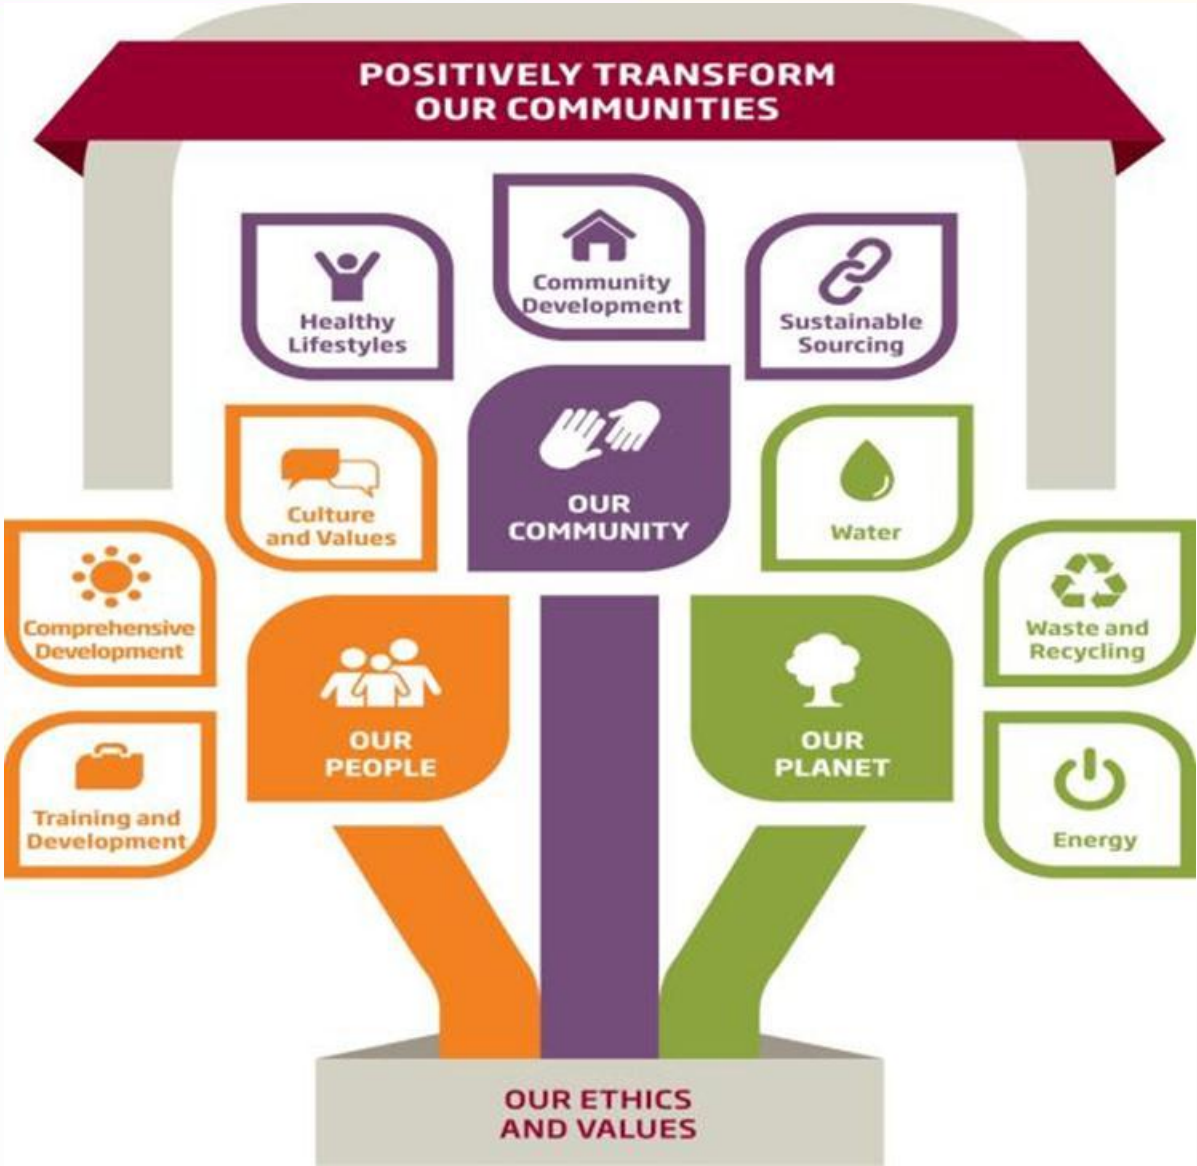 POSITIVELY TRANSFORM
OUR COMMUNITIES
Community
Development
Healthy
Lifestyles
Sustainable
Sourcing
OUR
COMMUNITY
Culture
and Values
Water
Comprehensive
Development
Waste and
Recycling
OUR
PEOPLE
OUR
PLANET
Training and
Development
Energy
OUR ETHICS
AND VALUES